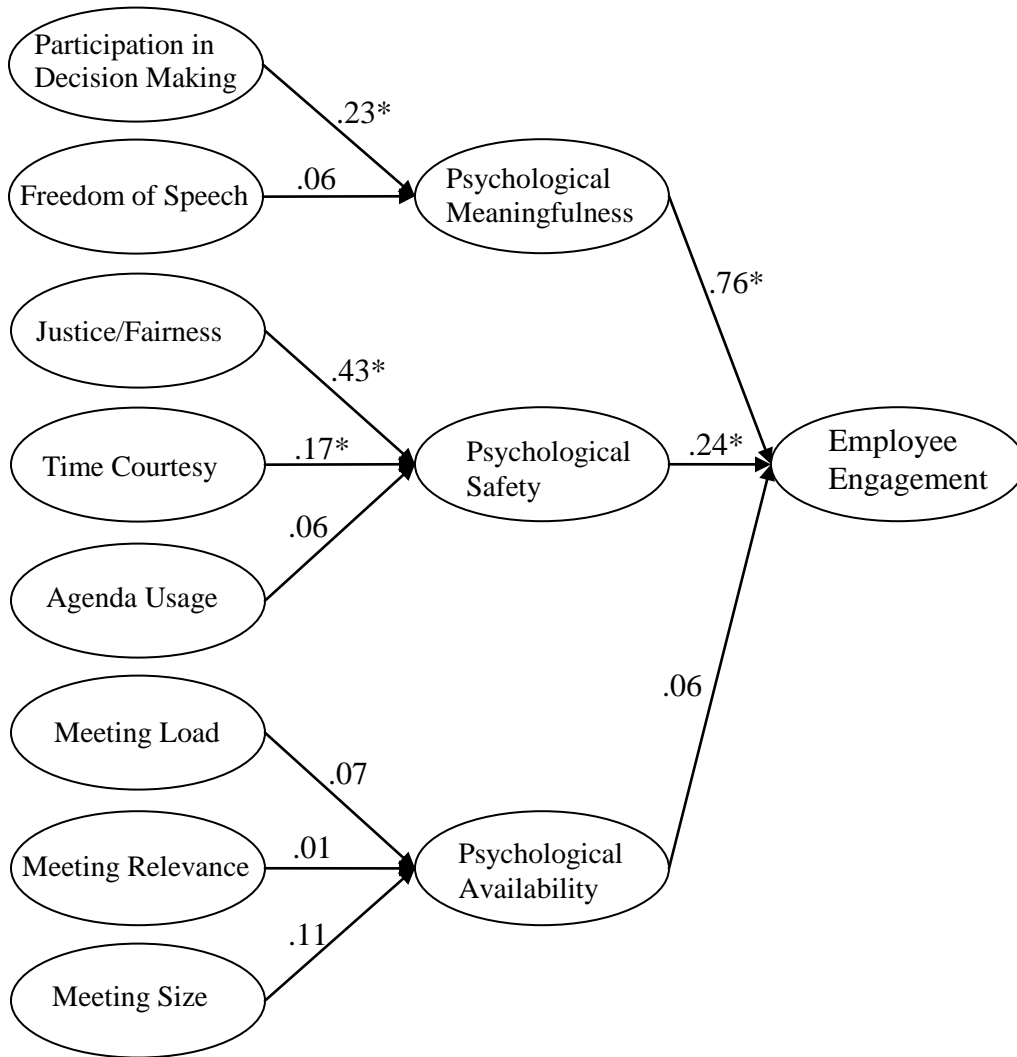 Participation in
Decision Making
.23*
Freedom of Speech
.06
Psychological
Meaningfulness
.76*
Justice/Fairness
.43*
Time Courtesy
.17*
Psychological
Safety
.24*
Employee
Engagement
.06
Agenda Usage
Meeting Load
.07
.06
Meeting Relevance
.01
Psychological
Availability
.11
Meeting Size